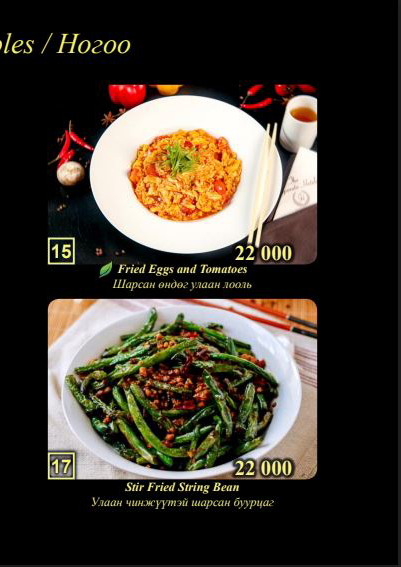 oles / Ногоо
15
22 000
Fried Eggs and Tomatoes
Шарсан өндөг улаан лооль
17
22 000
Stir Fried String Bean
Улаан чинжүүтэй шарсан буурцаг